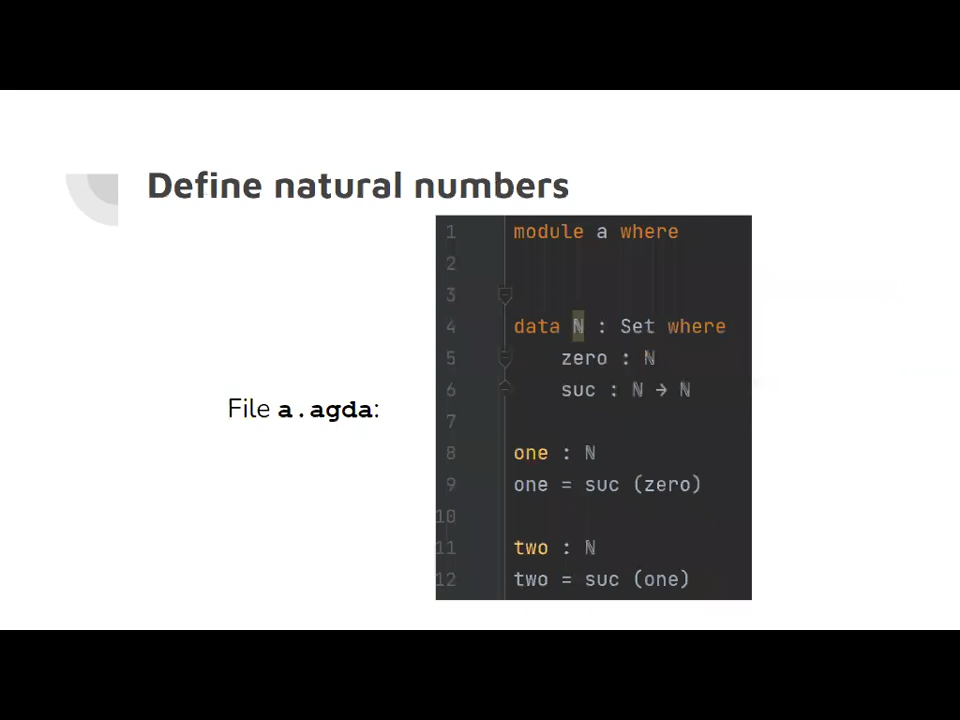 Define natural numbers
File a.agda:
1 module a where
2
3
4 data ℕ : Set where
5 zero : ℕ
6 suc : ℕ → ℕ
7
8 one : ℕ
9 one = suc (zero)
10
11 two : ℕ
12 two = suc (one)